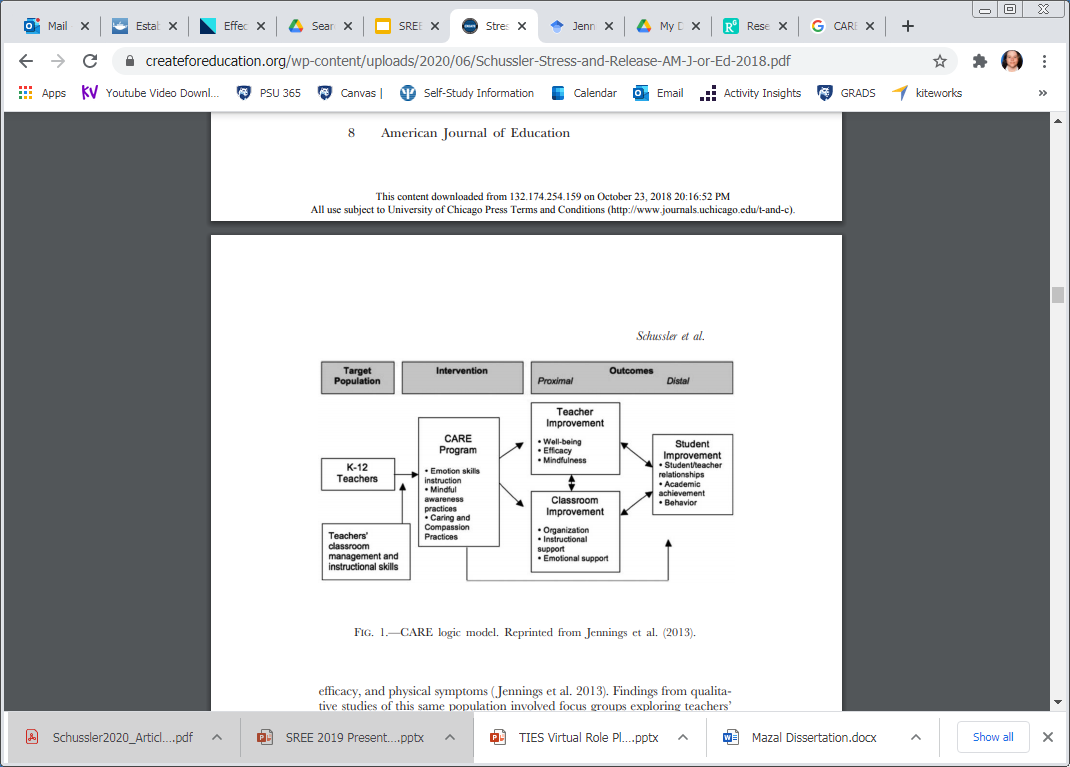 Mail
Estal
Effec
Sear
SREE
Stres
Jenn
My D
Rese
CARE
createforeducation.org/wp-content/uploads/2020/06/Schussler-Stress-and-Release-AM-J-or-Ed-2018.pdf
Apps
Youtube Video Downl...
PSU 365
Canvas |
Self-Study Information
Calendar
Email
Activity Insights
GRADS
kiteworks
8 American Journal of Education
This content downloaded from 132.174.254.159 on October 23, 2018 20:16:52 PM
All use subject to University of Chicago Press Terms and Conditions (http://www.journals.uchicago.edu/t-and-c).
Schussler et al.
Target
Population
Intervention
Outcomes
Proximal
Distal
K-12
Teachers
Teachers'
classroom
management and
instructional skills
CARE
Program
• Emotion skills
instruction
• Mindful
awareness
practices
• Caring and
Compassion
Practices
Teacher
Improvement
• Well-being
• Efficacy
• Mindfulness
Classroom
Improvement
• Organization
• Instructional
support
• Emotional support
Student
Improvement
• Student/teacher
relationships
• Academic
achievement
• Behavior
Fig. 1.—CARE logic model. Reprinted from Jennings et al. (2013).
efficacy, and physical symptoms (Jennings et al. 2013). Findings from qualita-
tive studies of this same population involved focus groups exploring teachers'
Schussler2020_Articl....pdf
SREE 2019 Present....pptx
TIES Virtual Role Pl....pptx
Mazal Dissertation.docx
Show all